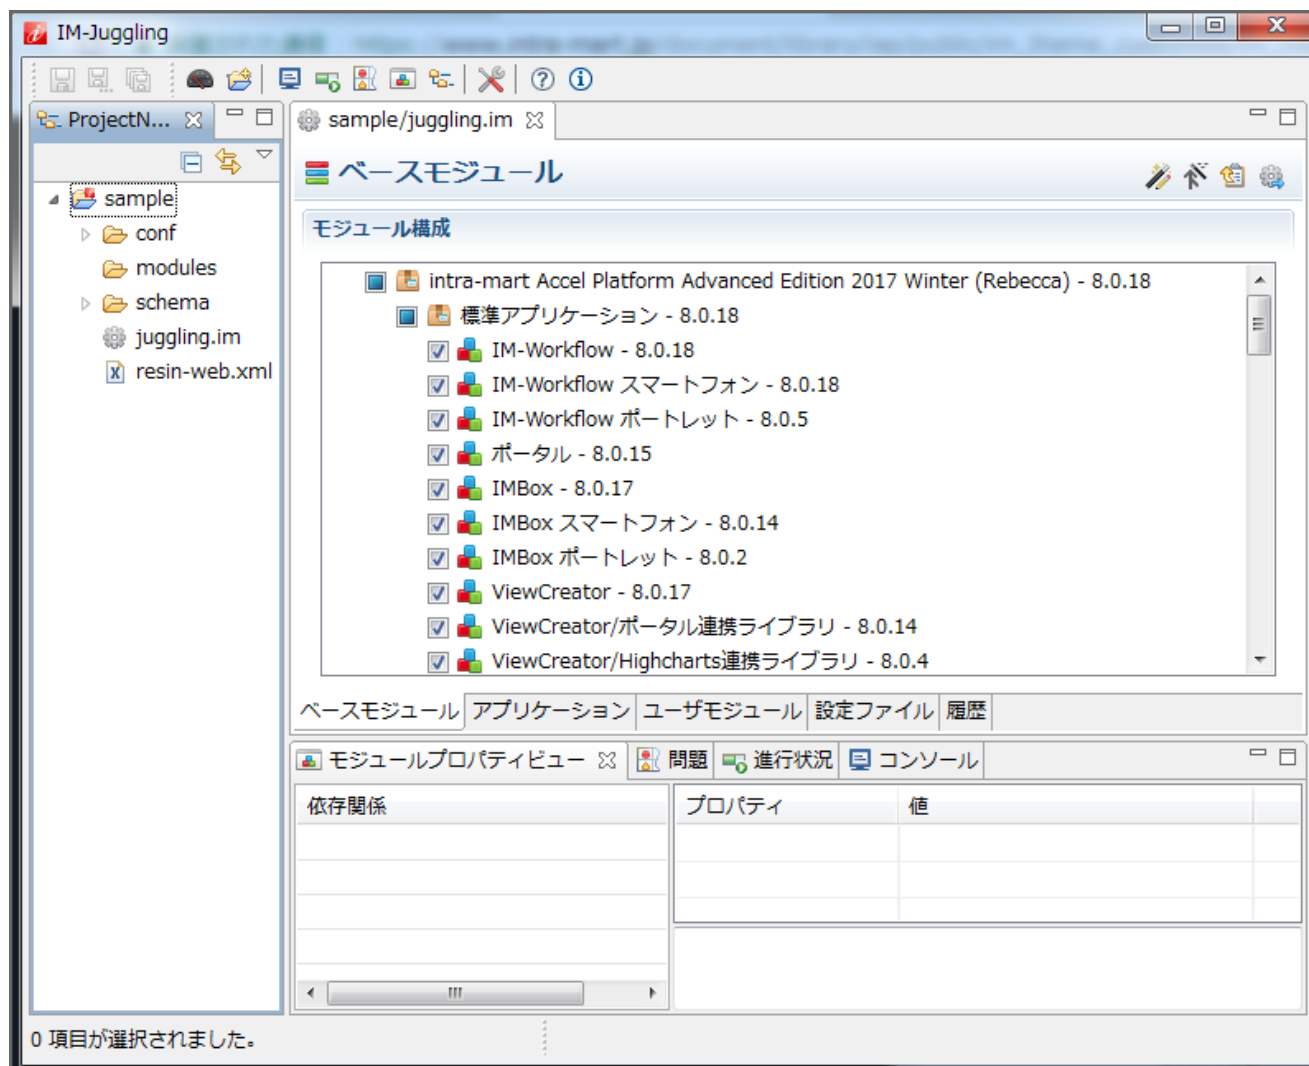 IM-Juggling
ProjectN...
sample/juggling.im
ベースモジュール
sample
conf
modules
schema
juggling.im
resin-web.xml
モジュール構成
intra-mart Accel Platform Advanced Edition 2017 Winter (Rebecca) - 8.0.18
標準アプリケーション - 8.0.18
IM-Workflow - 8.0.18
IM-Workflow スマートフォン - 8.0.18
IM-Workflow ポートレット - 8.0.5
ポータル - 8.0.15
IMBox - 8.0.17
IMBox スマートフォン - 8.0.14
IMBox ポートレット - 8.0.2
ViewCreator - 8.0.17
ViewCreator/ポータル連携ライブラリ - 8.0.14
ViewCreator/Highcharts連携ライブラリ - 8.0.4
ベースモジュール アプリケーション ユーザモジュール 設定ファイル 履歴
モジュールプロパティビュー 問題 進行状況 コンソール
依存関係 プロパティ 値
0 項目が選択されました。